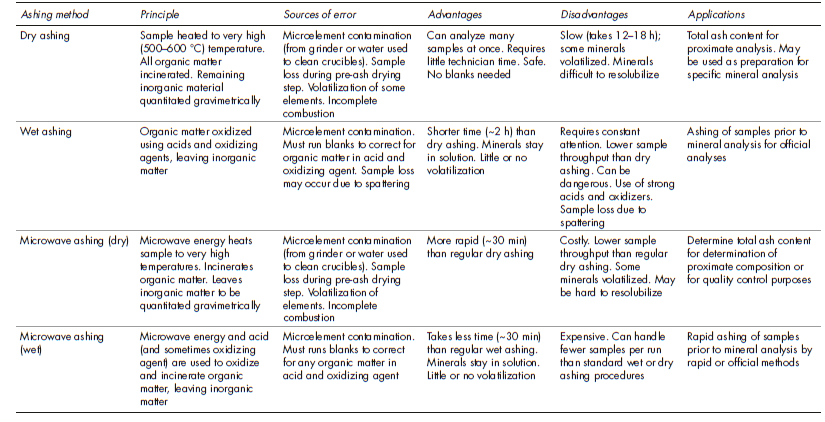 Ashing method Principle Sources of error Advantages Disadvantages Applications
Dry ashing
Sample heated to very high
(500–600 °C) temperature.
All organic matter
incinerated. Remaining
inorganic material
quantitated gravimetrically
Microelement contamination
(from grinder or water used
to clean crucibles). Sample
loss during pre-ash drying
step. Volatilization of some
elements. Incomplete
combustion
Can analyze many
samples at once. Requires
little technician time. Safe.
No blanks needed
Slow (takes 12–18 h);
some minerals
volatilized. Minerals
difficult to resolubilize
Total ash content for
proximate analysis. May
be used as preparation for
specific mineral analysis
Wet ashing
Organic matter oxidized
using acids and oxidizing
agents, leaving inorganic
matter
Microelement contamination.
Must run blanks to correct for
organic matter in acid and
oxidizing agent. Sample loss
may occur due to spattering
Shorter time (~2 h) than
dry ashing. Minerals stay
in solution. Little or no
volatilization
Requires constant
attention. Lower sample
throughput than dry
ashing. Can be
dangerous. Use of strong
acids and oxidizers.
Sample loss due to
spattering
Ashing of samples prior to
mineral analysis for official
analyses
Microwave ashing (dry)
Microwave energy heats
sample to very high
temperatures. Incinerates
organic matter. Leaves
inorganic matter to be
quantitated gravimetrically
Microelement contamination
(from grinder or water used
to clean crucibles). Sample
loss during pre-ash drying
step. Volatilization of
elements. Incomplete
combustion
More rapid (~30 min)
than regular dry ashing
Costly. Lower sample
throughput than regular
dry ashing. Some
minerals volatilized. May
be hard to resolubilize
Determine total ash content
for determination of
proximate composition or
for quality control purposes
Microwave ashing
(wet)
Microwave energy and acid
(and sometimes oxidizing
agent) are used to oxidize
and incinerate organic
matter, leaving inorganic
matter
Microelement contamination.
Must runs blanks to correct
for any organic matter in
acid and oxidizing agent
Takes less time (~30 min)
than regular wet ashing.
Minerals stay in solution.
Little or no volatilization
Expensive. Can handle
fewer samples per run
than standard wet or dry
ashing procedures
Rapid ashing of samples
prior to mineral analysis by
rapid or official methods